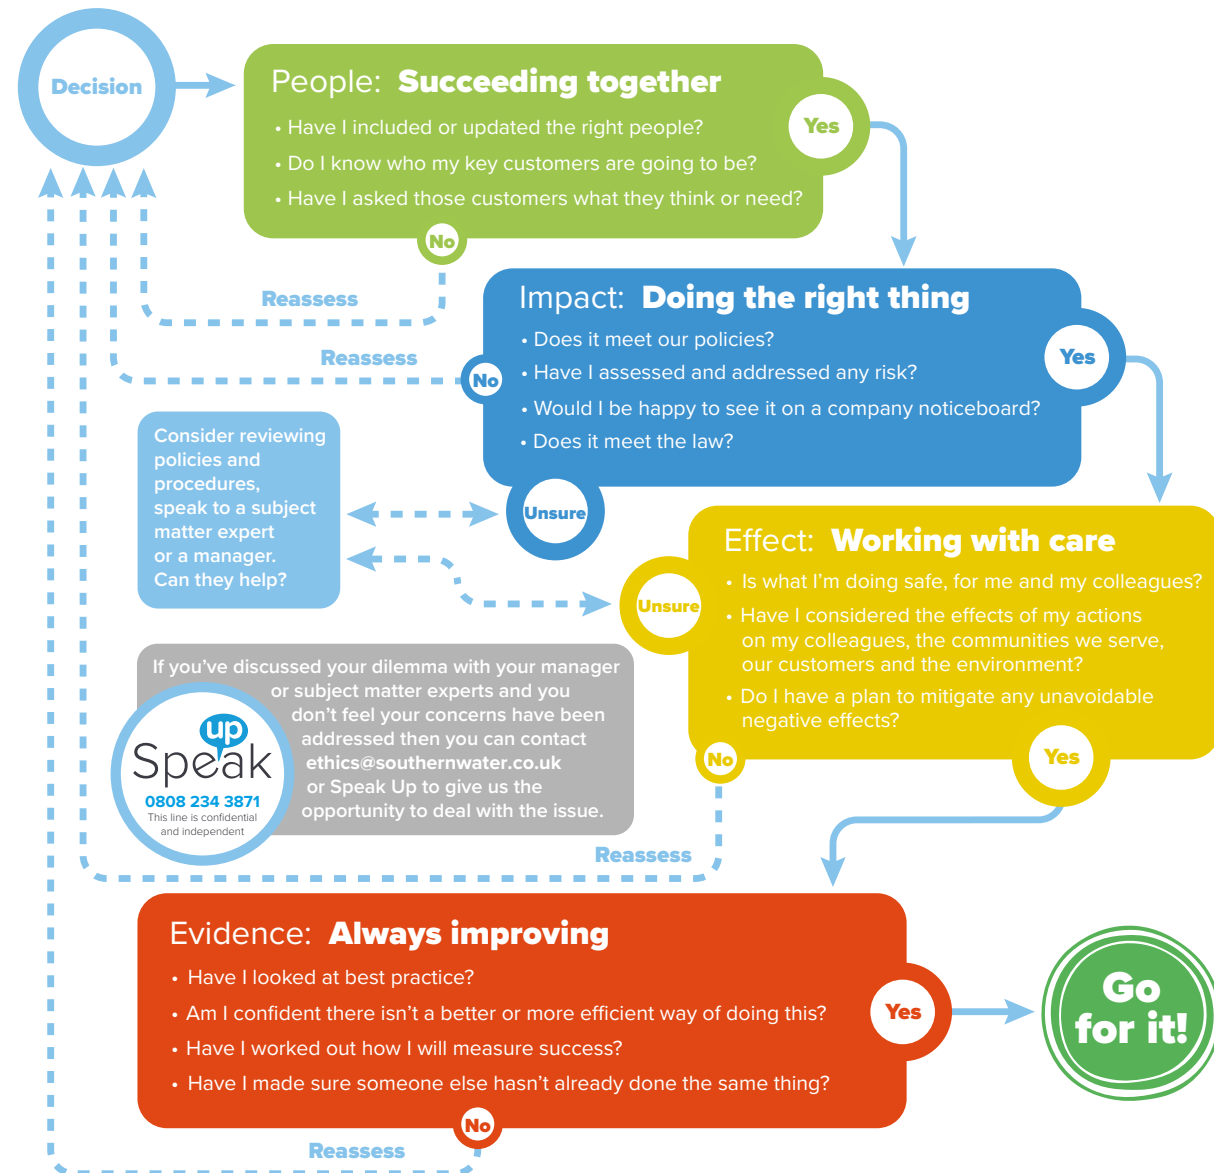 Decision
People: Succeeding together
• Have I included or updated the right people?
• Do I know who my key customers are going to be?
• Have I asked those customers what they think or need?
Yes
No
Reassess
Impact: Doing the right thing
• Does it meet our policies?
• Have I assessed and addressed any risk?
• Would I be happy to see it on a company noticeboard?
• Does it meet the law?
Yes
No
Reassess
Unsure
Consider reviewing
policies and
procedures,
speak to a subject
matter expert
or a manager.
Can they help?
Effect: Working with care
• Is what I'm doing safe, for me and my colleagues?
• Have I considered the effects of my actions
on my colleagues, the communities we serve,
our customers and the environment?
• Do I have a plan to mitigate any unavoidable
negative effects?
Unsure
No
Yes
Reassess
If you've discussed your dilemma with your manager
or subject matter experts and you
don't feel your concerns have been
addressed then you can contact
ethics@southernwater.co.uk
or Speak Up to give us the
opportunity to deal with the issue.
Speak up
0808 234 3871
This line is confidential
and independent
Evidence: Always improving
• Have I looked at best practice?
• Am I confident there isn't a better or more efficient way of doing this?
• Have I worked out how I will measure success?
• Have I made sure someone else hasn't already done the same thing?
Yes
No
Reassess
Go
for it!